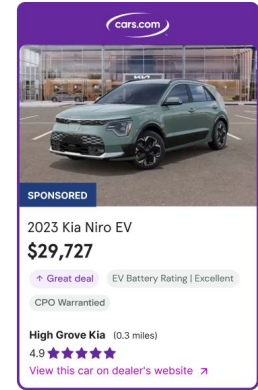 cars.com
KIA
SPONSORED
2023 Kia Niro EV
$29,727
↑ Great deal
EV Battery Rating | Excellent
CPO Warrantied
High Grove Kia (0.3 miles)
4.9 ★★★★★
View this car on dealer's website ↗